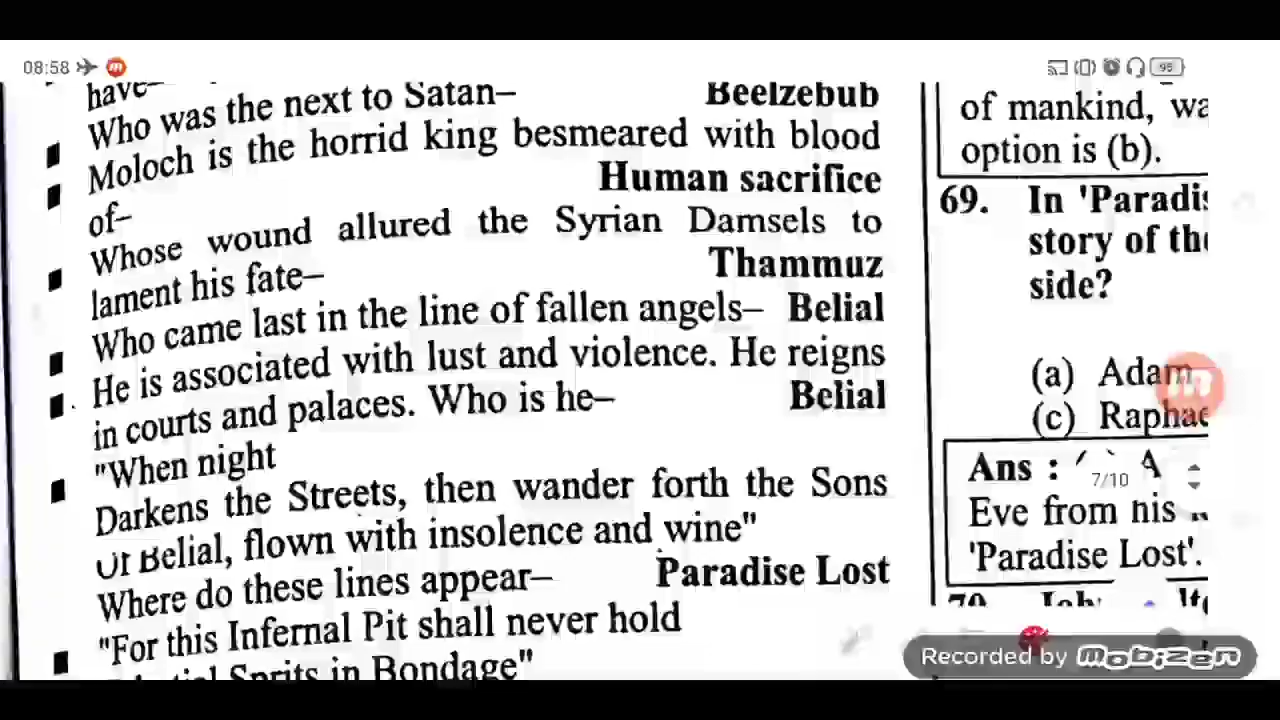 08:58
95
have–
Who was the next to Satan– Beelzebub
Moloch is the horrid king besmeared with blood
of– Human sacrifice
Whose wound allured the Syrian Damsels to
lament his fate– Thammuz
Who came last in the line of fallen angels– Belial
He is associated with lust and violence. He reigns
in courts and palaces. Who is he– Belial
"When night
Darkens the Streets, then wander forth the Sons
Of Belial, flown with insolence and wine"
Where do these lines appear– Paradise Lost
"For this Infernal Pit shall never hold
Sprits in Bondage"
of mankind, wa
option is (b).
69. In 'Paradis
story of the
side?
(a) Adam
(c) Raphae
Ans :
7/10
Eve from his
'Paradise Lost'.
70.
Recorded by Mobizen